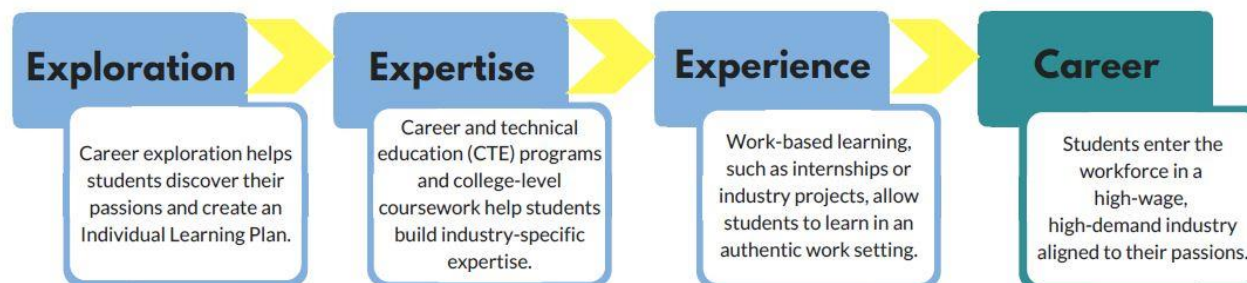 Exploration
Career exploration helps
students discover their
passions and create an
Individual Learning Plan.
Expertise
Career and technical
education (CTE) programs
and college-level
coursework help students
build industry-specific
expertise.
Experience
Work-based learning,
such as internships or
industry projects, allow
students to learn in an
authentic work setting.
Career
Students enter the
workforce in a
high-wage,
high-demand industry
aligned to their passions.